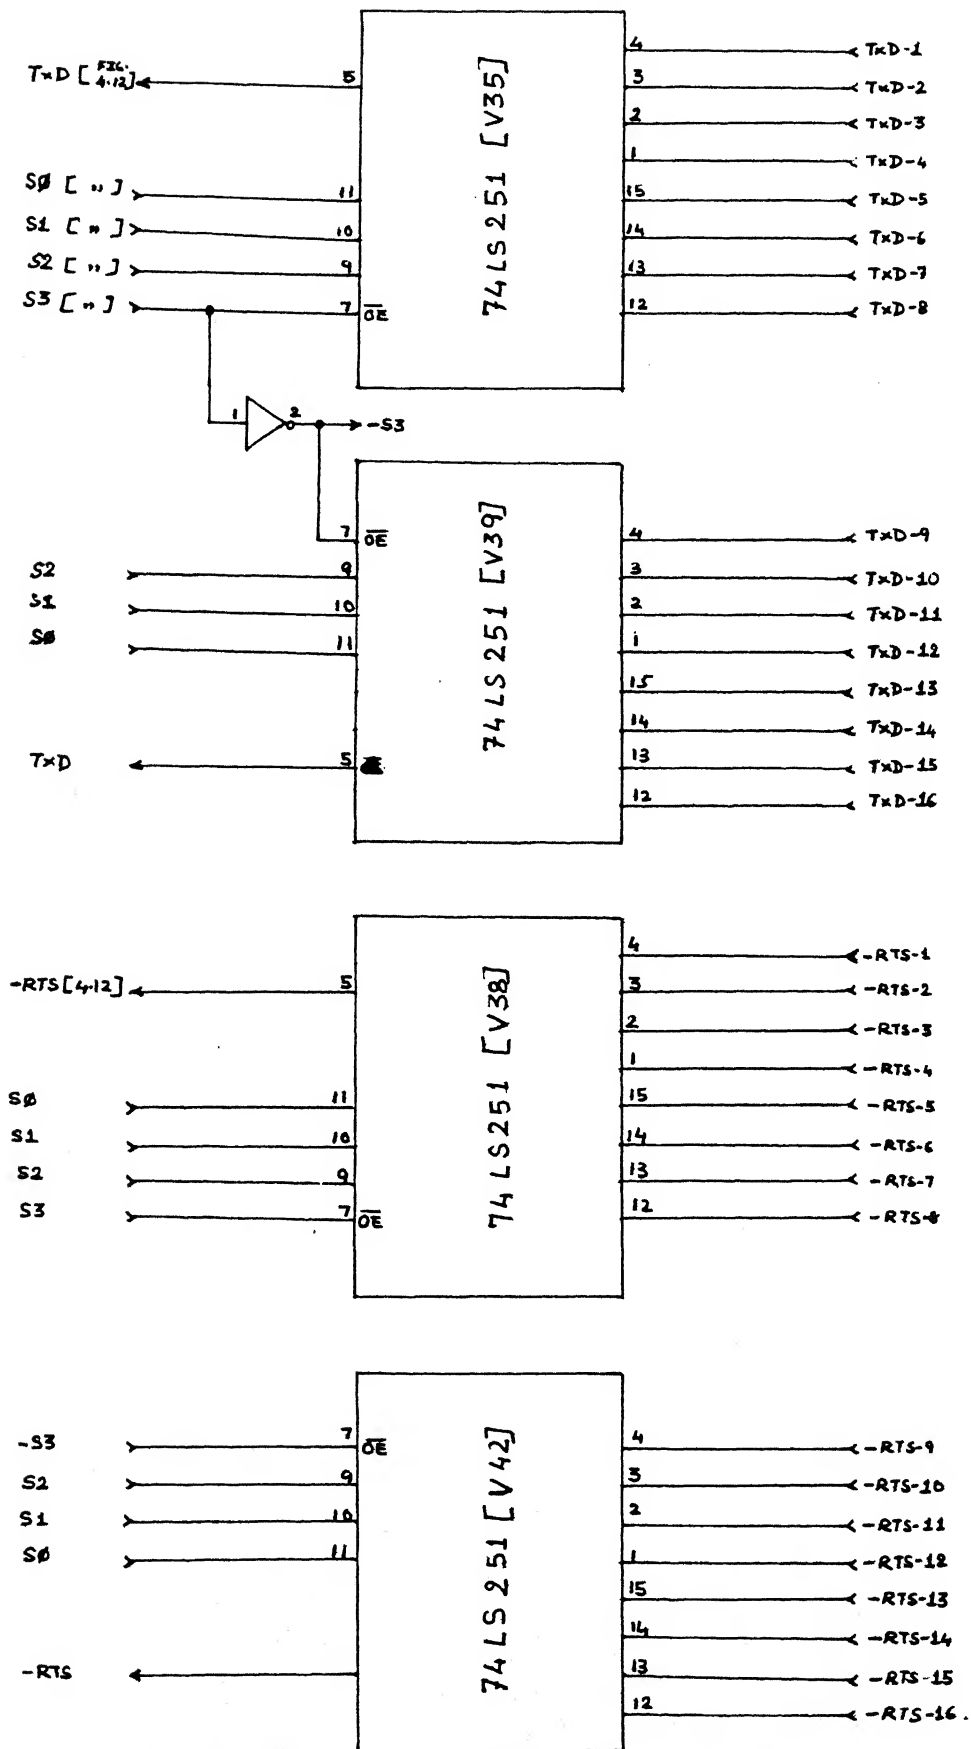 TxD [FIG. 4.12]
5
74LS251 [V35]
4 TxD-1
3 TxD-2
2 TxD-3
1 TxD-4
15 TxD-5
14 TxD-6
13 TxD-7
12 TxD-8
SØ [ " ] 11
S1 [ " ] 10
S2 [ " ] 9
S3 [ " ] 7 OE
1 2 -S3
74LS251 [V39]
7 OE
S2 9
S1 10
SØ 11
TxD 5
4 TxD-9
3 TxD-10
2 TxD-11
1 TxD-12
15 TxD-13
14 TxD-14
13 TxD-15
12 TxD-16
-RTS [4.12] 5
74LS251 [V38]
SØ 11
S1 10
S2 9
S3 7 OE
4 -RTS-1
3 -RTS-2
2 -RTS-3
1 -RTS-4
15 -RTS-5
14 -RTS-6
13 -RTS-7
12 -RTS-8
74LS251 [V42]
-S3 7 OE
S2 9
S1 10
SØ 11
-RTS
4 -RTS-9
3 -RTS-10
2 -RTS-11
1 -RTS-12
15 -RTS-13
14 -RTS-14
13 -RTS-15
12 -RTS-16.